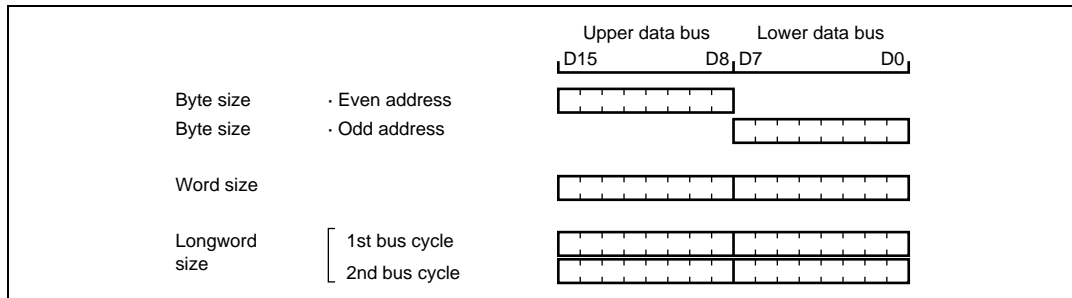 Upper data bus Lower data bus
D15 D8 D7 D0
Byte size · Even address
Byte size · Odd address
Word size
Longword size
1st bus cycle
2nd bus cycle